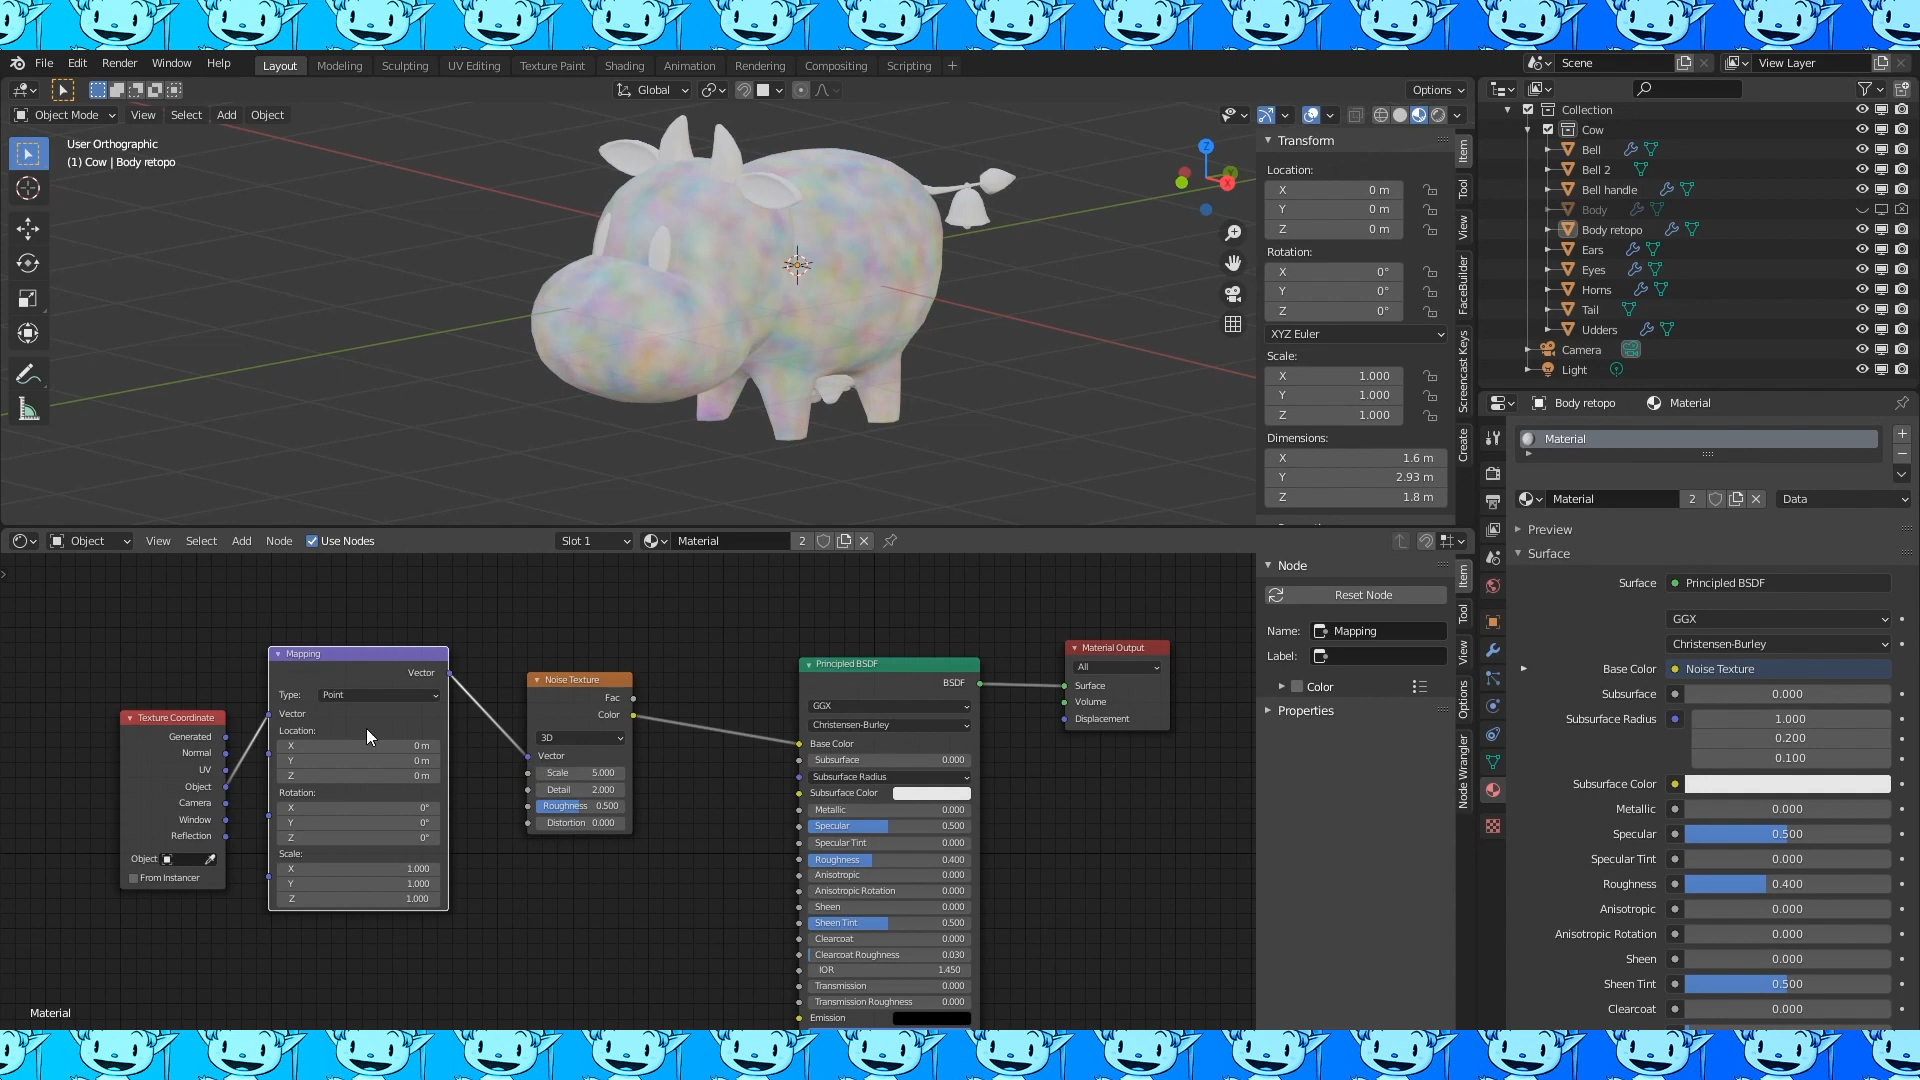 File Edit Render Window Help Layout Modeling Sculpting UV Editing Texture Paint Shading Animation Rendering Compositing Scripting + Scene View Layer
Global Options
Object Mode View Select Add Object
User Orthographic
(1) Cow | Body retopo
Z
X
Transform
Location:
X 0 m
Y 0 m
Z 0 m
Rotation:
X 0°
Y 0°
Z 0°
XYZ Euler
Scale:
X 1.000
Y 1.000
Z 1.000
Dimensions:
X 1.6 m
Y 2.93 m
Z 1.8 m
Item
Tool
View
FaceBuilder
Screencast Keys
Create
Collection
Cow
Bell
Bell 2
Bell handle
Body
Body retopo
Ears
Eyes
Horns
Tail
Udders
Camera
Light
Body retopo Material
Material
Material 2 Data
Preview
Surface
Surface Principled BSDF
GGX
Christensen-Burley
Base Color Noise Texture
Subsurface 0.000
Subsurface Radius 1.000
0.200
0.100
Subsurface Color
Metallic 0.000
Specular 0.500
Specular Tint 0.000
Roughness 0.400
Anisotropic 0.000
Anisotropic Rotation 0.000
Sheen 0.000
Sheen Tint 0.500
Clearcoat 0.000
Object View Select Add Node Use Nodes Slot 1 Material 2
Texture Coordinate
Generated
Normal
UV
Object
Camera
Window
Reflection
Object
From Instancer
Mapping
Vector
Type: Point
Vector
Location:
X 0 m
Y 0 m
Z 0 m
Rotation:
X 0°
Y 0°
Z 0°
Scale:
X 1.000
Y 1.000
Z 1.000
Noise Texture
Fac
Color
3D
Vector
Scale 5.000
Detail 2.000
Roughness 0.500
Distortion 0.000
Principled BSDF
BSDF
GGX
Christensen-Burley
Base Color
Subsurface 0.000
Subsurface Radius
Subsurface Color
Metallic 0.000
Specular 0.500
Specular Tint 0.000
Roughness 0.400
Anisotropic 0.000
Anisotropic Rotation 0.000
Sheen 0.000
Sheen Tint 0.500
Clearcoat 0.000
Clearcoat Roughness 0.030
IOR 1.450
Transmission 0.000
Transmission Roughness 0.000
Emission
Material Output
All
Surface
Volume
Displacement
Node
Reset Node
Name: Mapping
Label:
Color
Properties
Item
Tool
View
Options
Node Wrangler
Material